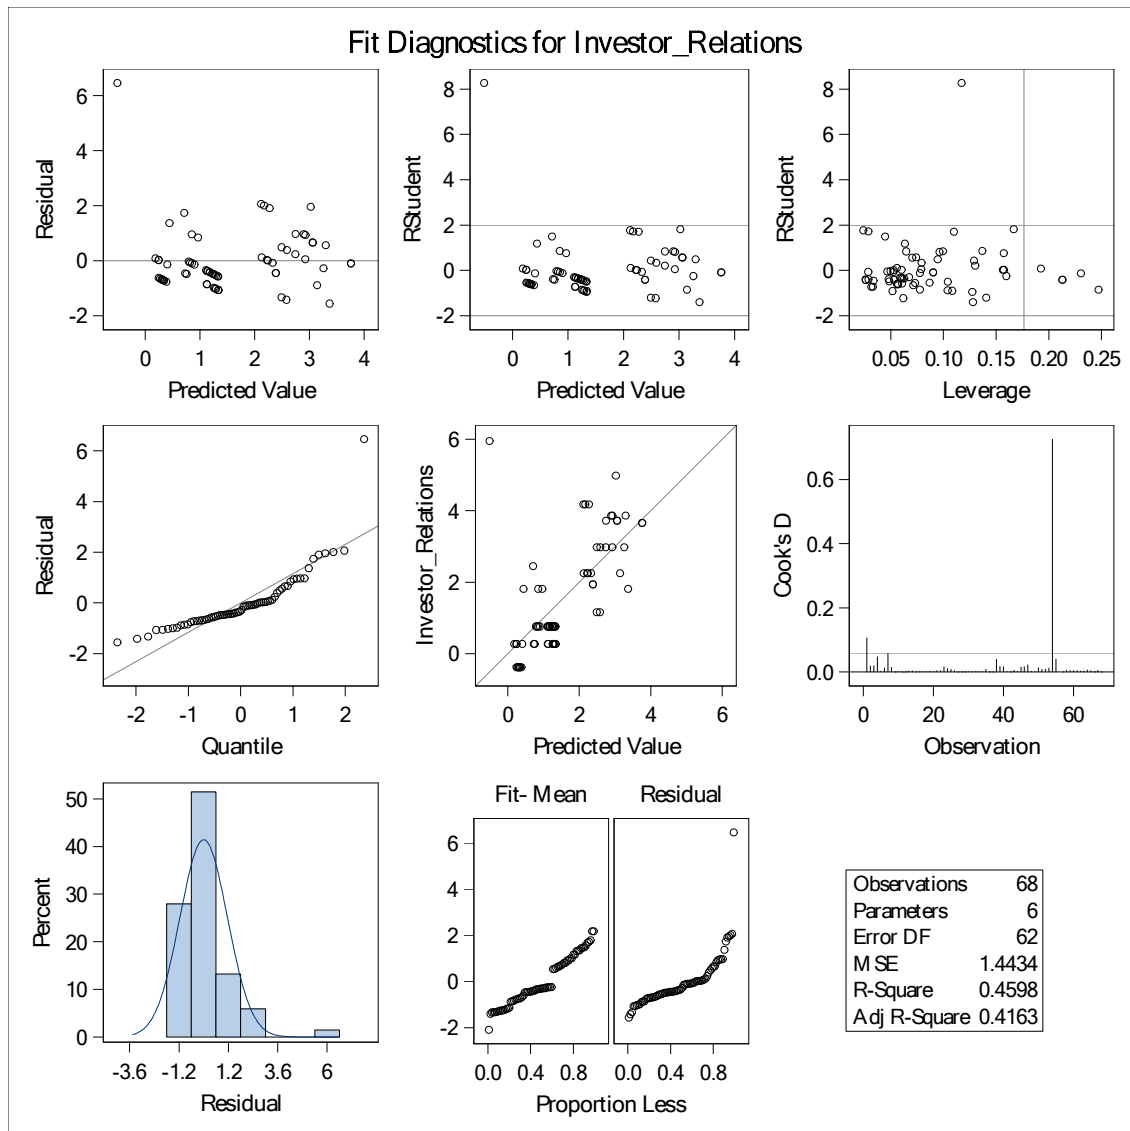 Fit Diagnostics for Investor_Relations
6
4
2
0
-2
Residual
0 1 2 3 4
Predicted Value
8
6
4
2
0
-2
RStudent
0 1 2 3 4
Predicted Value
8
6
4
2
0
-2
RStudent
0.05 0.10 0.15 0.20 0.25
Leverage
6
4
2
0
-2
Residual
-2 -1 0 1 2
Quantile
6
4
2
0
Investor_Relations
0 2 4 6
Predicted Value
0.6
0.4
0.2
0.0
Cook's D
0 20 40 60
Observation
50
40
30
20
10
0
Percent
-3.6 -1.2 1.2 3.6 6
Residual
Fit-Mean Residual
6
4
2
0
-2
0.0 0.4 0.8 0.0 0.4 0.8
Proportion Less
Observations 68
Parameters 6
Error DF 62
MSE 1.4434
R-Square 0.4598
Adj R-Square 0.4163